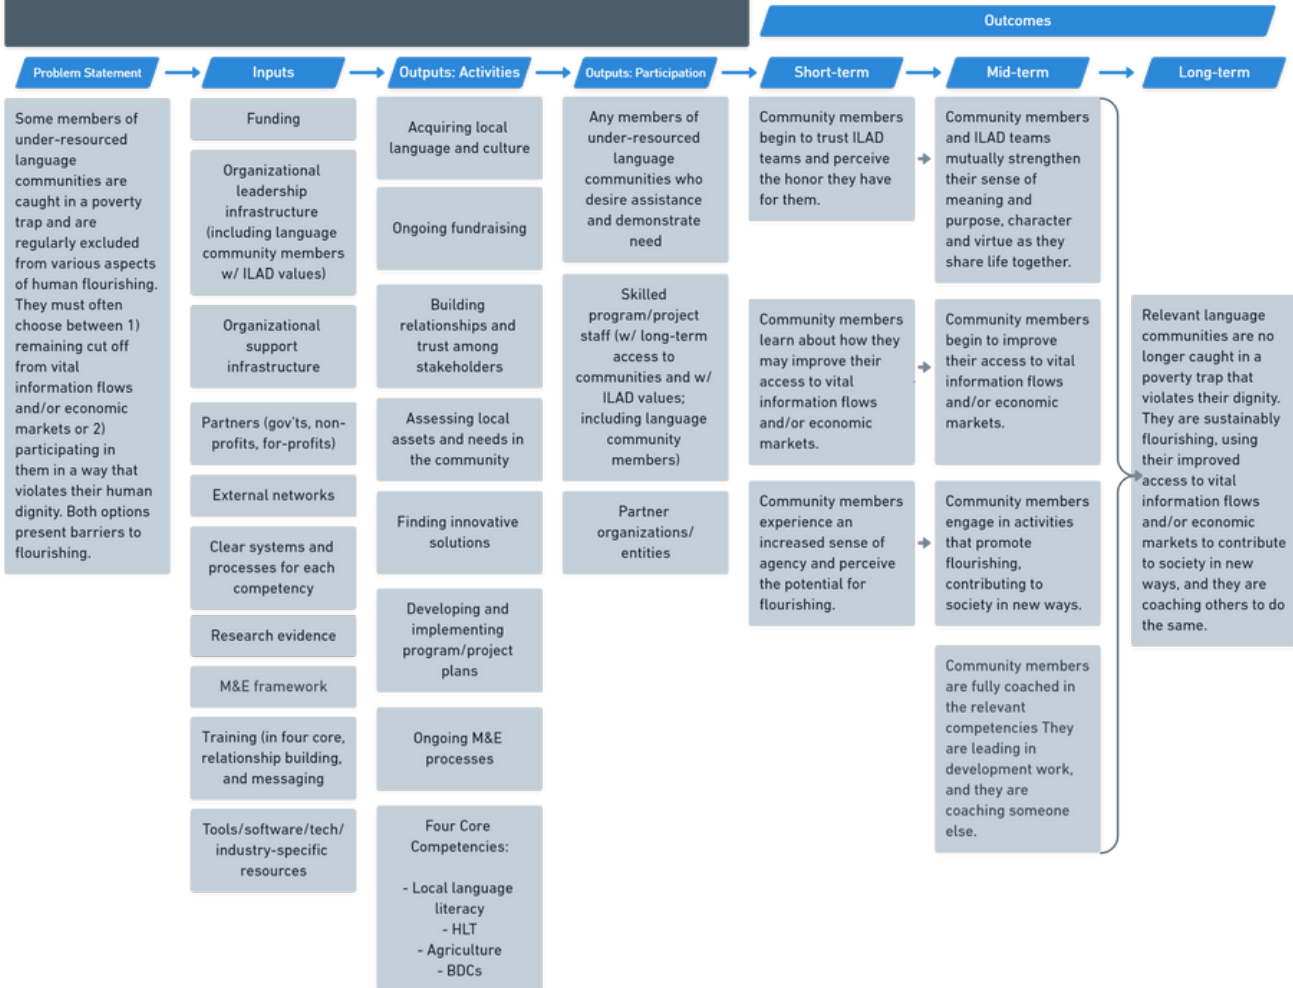 Outcomes
Problem Statement
Inputs
Outputs: Activities
Outputs: Participation
Short-term
Mid-term
Long-term
Some members of
under-resourced
language
communities are
caught in a poverty
trap and are
regularly excluded
from various aspects
of human flourishing.
They must often
choose between 1)
remaining cut off
from vital
information flows
and/or economic
markets or 2)
participating in
them in a way that
violates their human
dignity. Both options
present barriers to
flourishing.
Funding
Organizational
leadership
infrastructure
(including language
community members
w/ ILAD values)
Organizational
support
infrastructure
Partners (gov'ts, non-
profits, for-profits)
External networks
Clear systems and
processes for each
competency
Research evidence
M&E framework
Training (in four core,
relationship building,
and messaging
Tools/software/tech/
industry-specific
resources
Acquiring local
language and culture
Ongoing fundraising
Building
relationships and
trust among
stakeholders
Assessing local
assets and needs in
the community
Finding innovative
solutions
Developing and
implementing
program/project
plans
Ongoing M&E
processes
Four Core
Competencies:
- Local language
literacy
- HLT
- Agriculture
- BDCs
Any members of
under-resourced
language
communities who
desire assistance
and demonstrate
need
Skilled
program/project
staff (w/ long-term
access to
communities and w/
ILAD values;
including language
community
members)
Partner
organizations/
entities
Community members
begin to trust ILAD
teams and perceive
the honor they have
for them.
Community members
learn about how they
may improve their
access to vital
information flows
and/or economic
markets.
Community members
experience an
increased sense of
agency and perceive
the potential for
flourishing.
Community members
and ILAD teams
mutually strengthen
their sense of
meaning and
purpose, character
and virtue as they
share life together.
Community members
begin to improve
their access to vital
information flows
and/or economic
markets.
Community members
engage in activities
that promote
flourishing,
contributing to
society in new ways.
Community members
are fully coached in
the relevant
competencies They
are leading in
development work,
and they are
coaching someone
else.
Relevant language
communities are no
longer caught in a
poverty trap that
violates their dignity.
They are sustainably
flourishing, using
their improved
access to vital
information flows
and/or economic
markets to contribute
to society in new
ways, and they are
coaching others to do
the same.